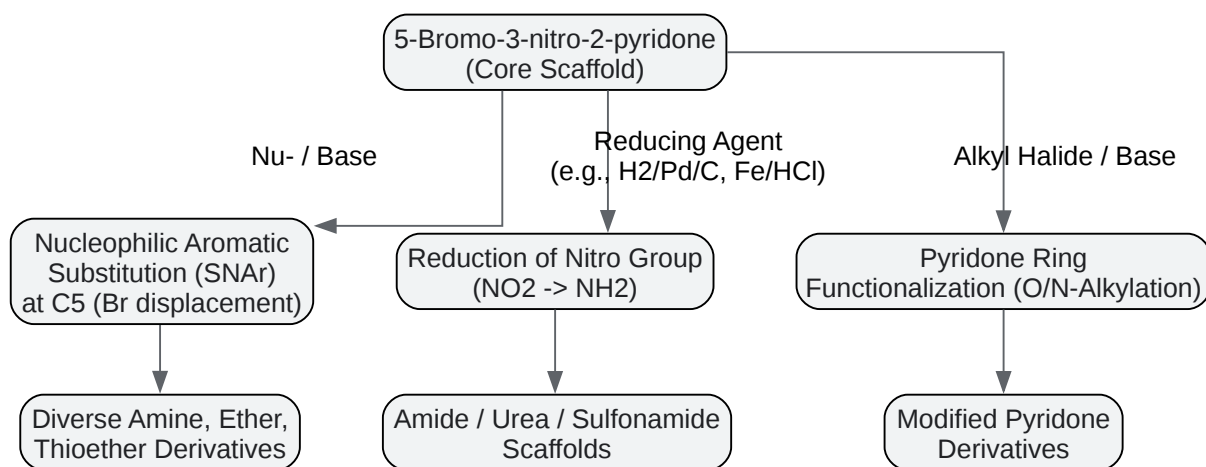 5-Bromo-3-nitro-2-pyridone
(Core Scaffold)
Nu- / Base
Reducing Agent
(e.g., H2/Pd/C, Fe/HCl)
Alkyl Halide / Base
Nucleophilic Aromatic
Substitution (SNAr)
at C5 (Br displacement)
Reduction of Nitro Group
(NO2 -> NH2)
Pyridone Ring
Functionalization (O/N-Alkylation)
Diverse Amine, Ether,
Thioether Derivatives
Amide / Urea / Sulfonamide
Scaffolds
Modified Pyridone
Derivatives